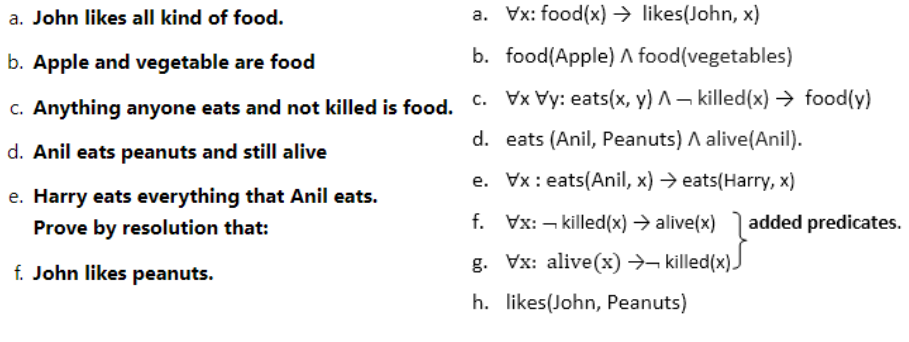 a. John likes all kind of food.
b. Apple and vegetable are food
c. Anything anyone eats and not killed is food.
d. Anil eats peanuts and still alive
e. Harry eats everything that Anil eats.
Prove by resolution that:
f. John likes peanuts.
a. ∀x: food(x) → likes(John, x)
b. food(Apple) Λ food(vegetables)
c. ∀x ∀y: eats(x, y) Λ ¬ killed(x) → food(y)
d. eats (Anil, Peanuts) Λ alive(Anil).
e. ∀x : eats(Anil, x) → eats(Harry, x)
f. ∀x: ¬ killed(x) → alive(x)
added predicates.
g. ∀x: alive(x) →¬ killed(x)
h. likes(John, Peanuts)